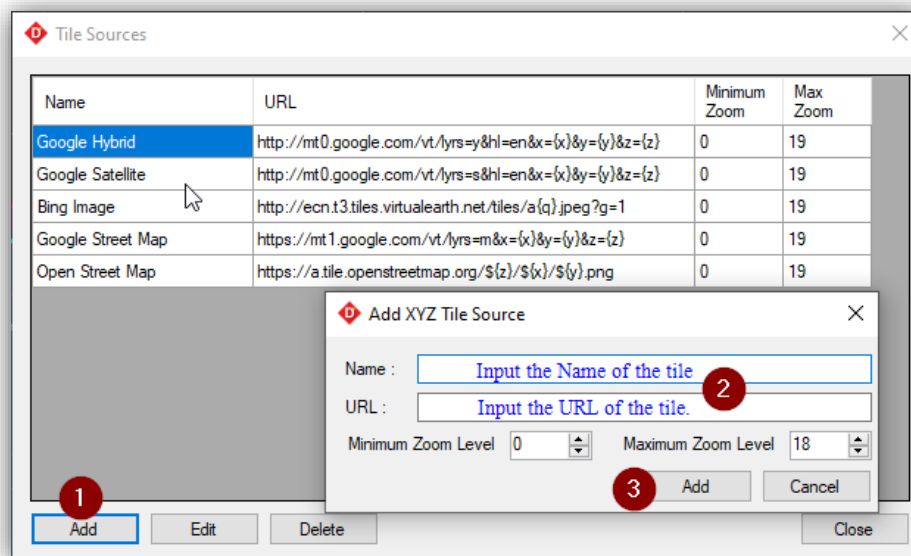 D Tile Sources
Name URL Minimum Zoom Max Zoom
Google Hybrid http://mt0.google.com/vt/lyrs=y&hl=en&x={x}&y={y}&z={z} 0 19
Google Satellite http://mt0.google.com/vt/lyrs=s&hl=en&x={x}&y={y}&z={z} 0 19
Bing Image http://ecn.t3.tiles.virtualearth.net/tiles/a{q}.jpeg?g=1 0 19
Google Street Map https://mt1.google.com/vt/lyrs=m&x={x}&y={y}&z={z} 0 19
Open Street Map https://a.tile.openstreetmap.org/${z}/${x}/${y}.png 0 19
D Add XYZ Tile Source
Name : Input the Name of the tile
2
URL : Input the URL of the tile.
Minimum Zoom Level 0 Maximum Zoom Level 18
3 Add Cancel
1
Add Edit Delete Close